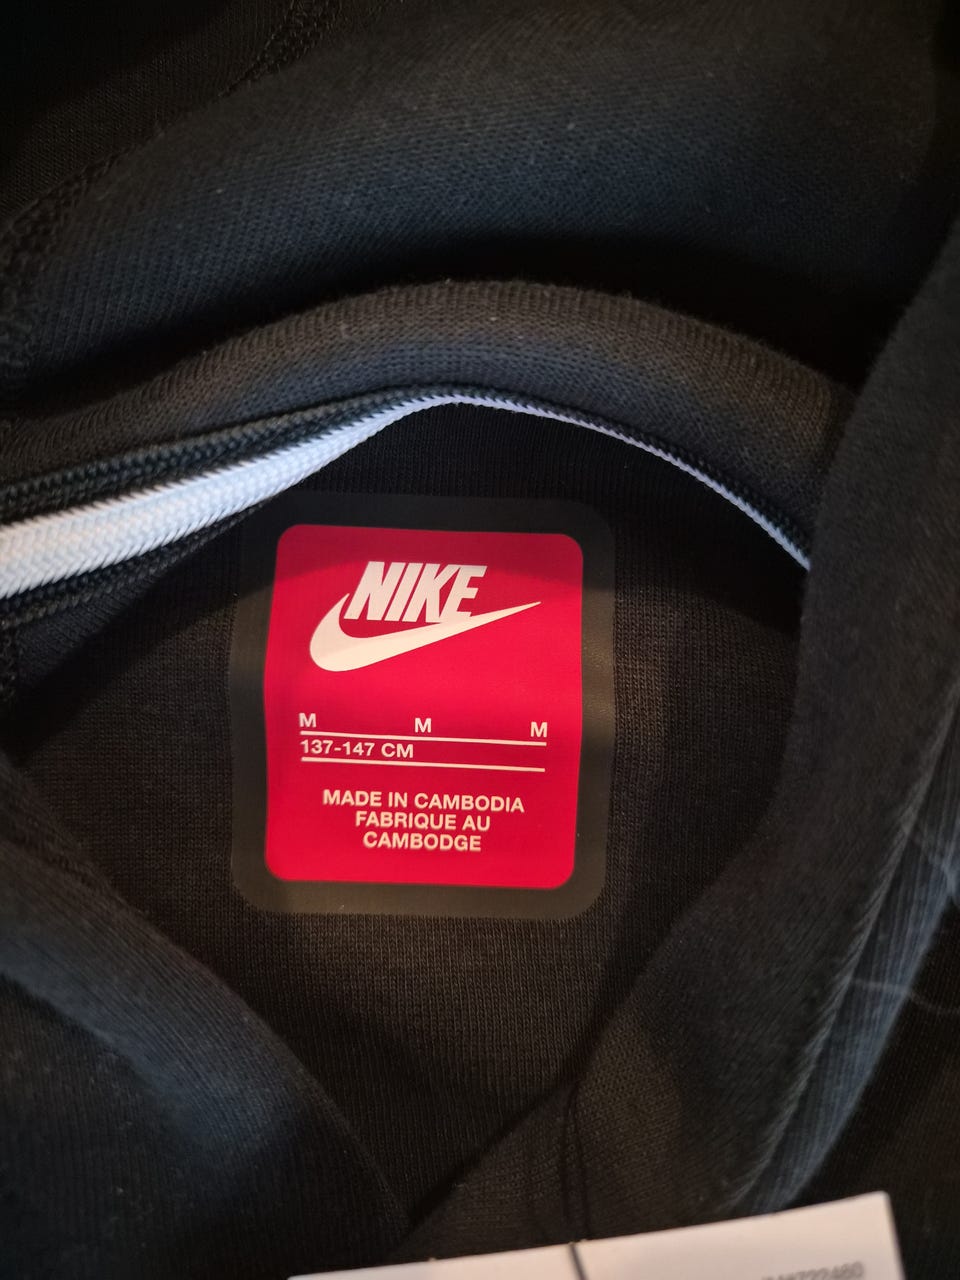 NIKE
M M M
137-147 CM
MADE IN CAMBODIA
FABRIQUE AU
CAMBODGE